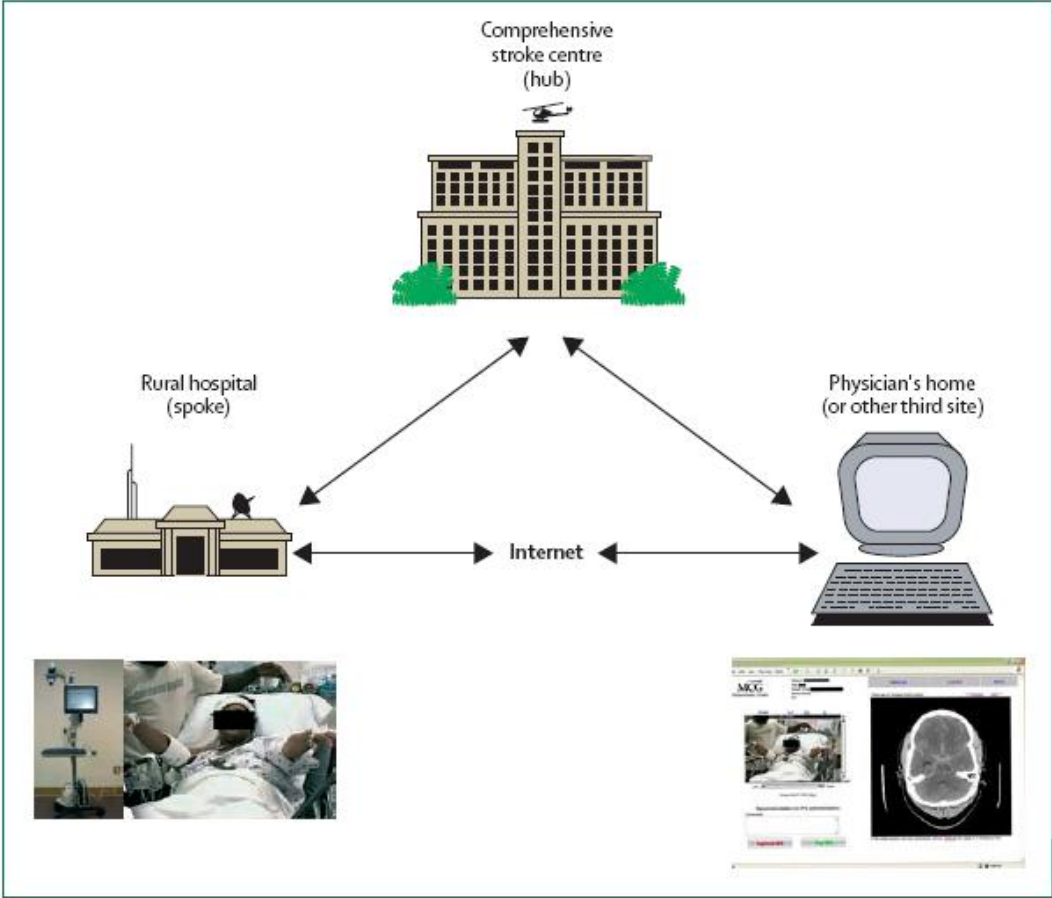 Comprehensive
stroke centre
(hub)
Rural hospital
(spoke)
Physician's home
(or other third site)
Internet
MCG